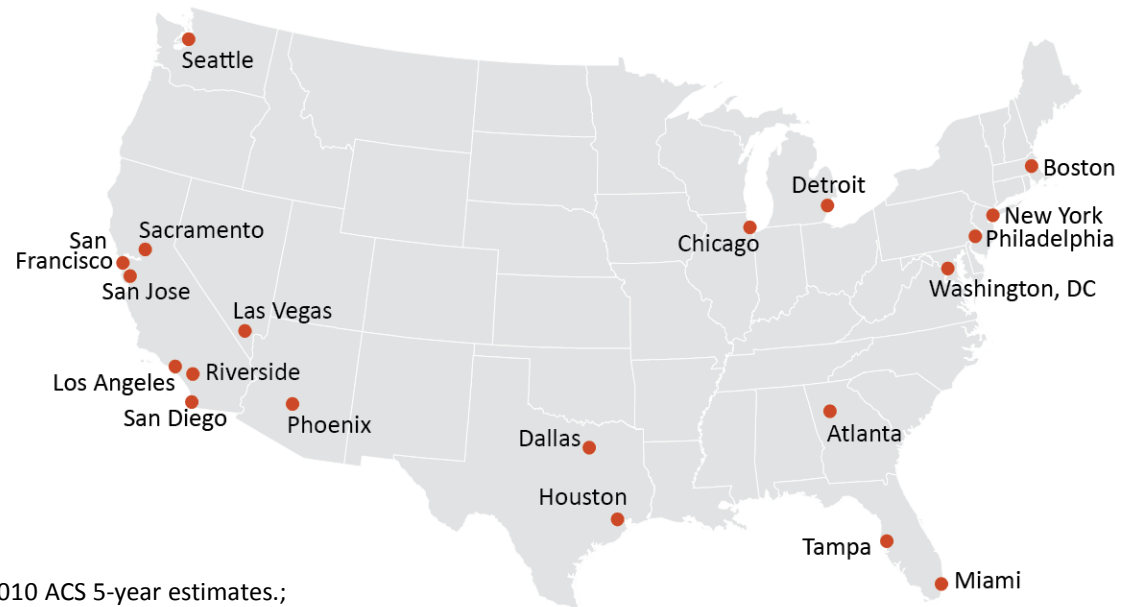 Seattle
Boston
Detroit
New York
Sacramento
Philadelphia
San
Francisco
Chicago
Washington, DC
San Jose
Las Vegas
Riverside
Los Angeles
San Diego
Phoenix
Dallas
Atlanta
Houston
Tampa
Miami
010 ACS 5-year estimates.;